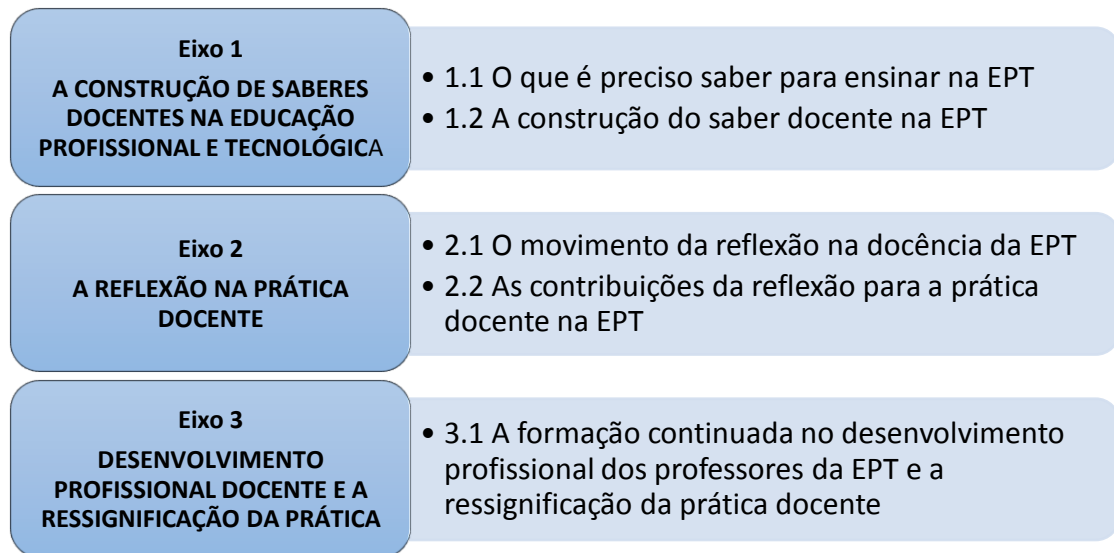 Eixo 1
A CONSTRUÇÃO DE SABERES
DOCENTES NA EDUCAÇÃO
PROFISSIONAL E TECNOLÓGICA
• 1.1 O que é preciso saber para ensinar na EPT
• 1.2 A construção do saber docente na EPT
Eixo 2
A REFLEXÃO NA PRÁTICA
DOCENTE
• 2.1 O movimento da reflexão na docência da EPT
• 2.2 As contribuições da reflexão para a prática
docente na EPT
Eixo 3
DESENVOLVIMENTO
PROFISSIONAL DOCENTE E A
RESSIGNIFICAÇÃO DA PRÁTICA
• 3.1 A formação continuada no desenvolvimento
profissional dos professores da EPT e a
ressignificação da prática docente